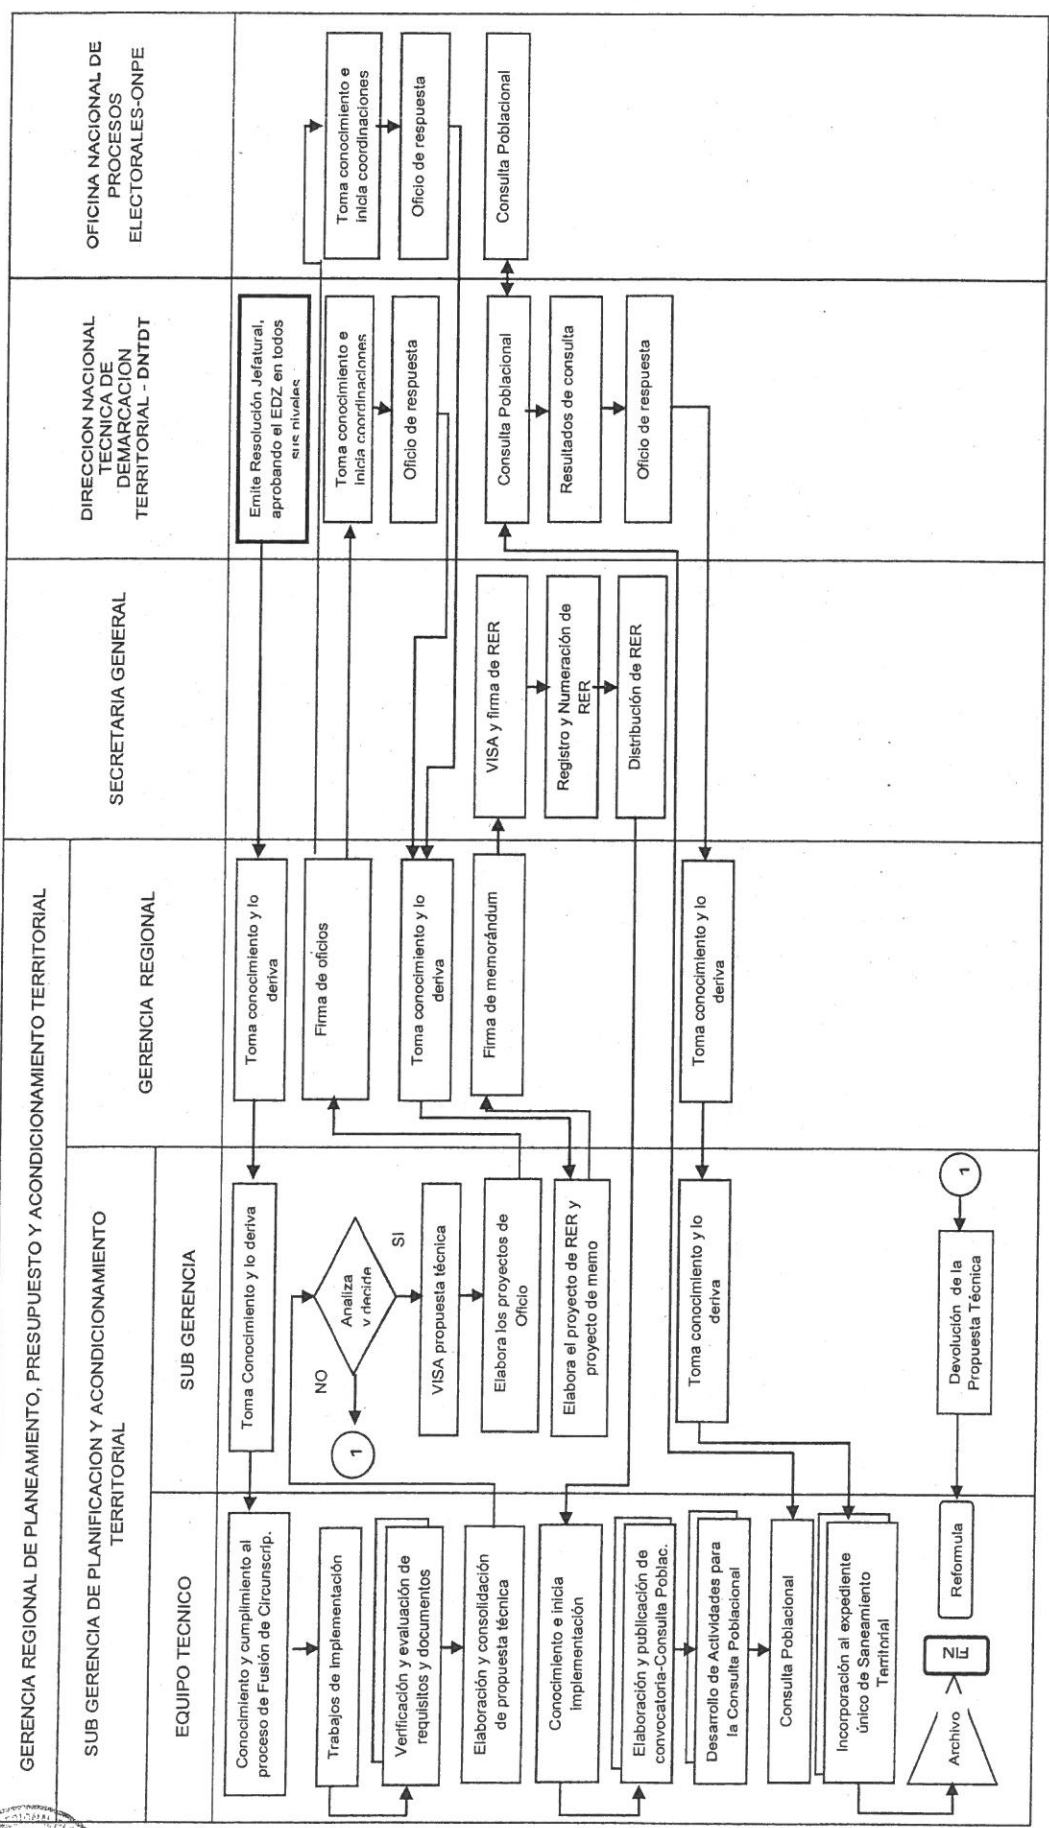 GERENCIA REGIONAL DE PLANEAMIENTO, PRESUPUESTO Y ACONDICIONAMIENTO TERRITORIAL
SUB GERENCIA DE PLANIFICACION Y ACONDICIONAMIENTO
TERRITORIAL
EQUIPO TECNICO
SUB GERENCIA
GERENCIA REGIONAL
SECRETARIA GENERAL
DIRECCION NACIONAL
TECNICA DE
DEMARCACION
TERRITORIAL - DNTDT
OFICINA NACIONAL DE
PROCESOS
ELECTORALES-ONPE
Conocimiento y cumplimiento al
proceso de Fusión de Circunscrip.
Trabajos de Implementación
Verificación y evaluación de
requisitos y documentos
Elaboración y consolidación
de propuesta técnica
Conocimiento e inicia
implementación
Elaboración y publicación de
convocatoria-Consulta Poblac.
Desarrollo de Actividades para
la Consulta Poblacional
Consulta Poblacional
Incorporación al expediente
único de Saneamiento
Territorial
Archivo
FIN
Reformula
Toma Conocimiento y lo deriva
Analiza
y decide
NO
SI
1
VISA propuesta técnica
Elabora los proyectos de
Oficio
Elabora el proyecto de RER y
proyecto de memo
Toma conocimiento y lo
deriva
Devolución de la
Propuesta Técnica
1
Toma conocimiento y lo
deriva
Firma de oficios
Toma conocimiento y lo
deriva
Firma de memorándum
Toma conocimiento y lo
deriva
VISA y firma de RER
Registro y Numeración de
RER
Distribución de RER
Emite Resolución Jefatural,
aprobando el EDZ en todos
sus niveles
Toma conocimiento e
inicia coordinaciones
Oficio de respuesta
Consulta Poblacional
Resultados de consulta
Oficio de respuesta
Toma conocimiento e
inicia coordinaciones
Oficio de respuesta
Consulta Poblacional